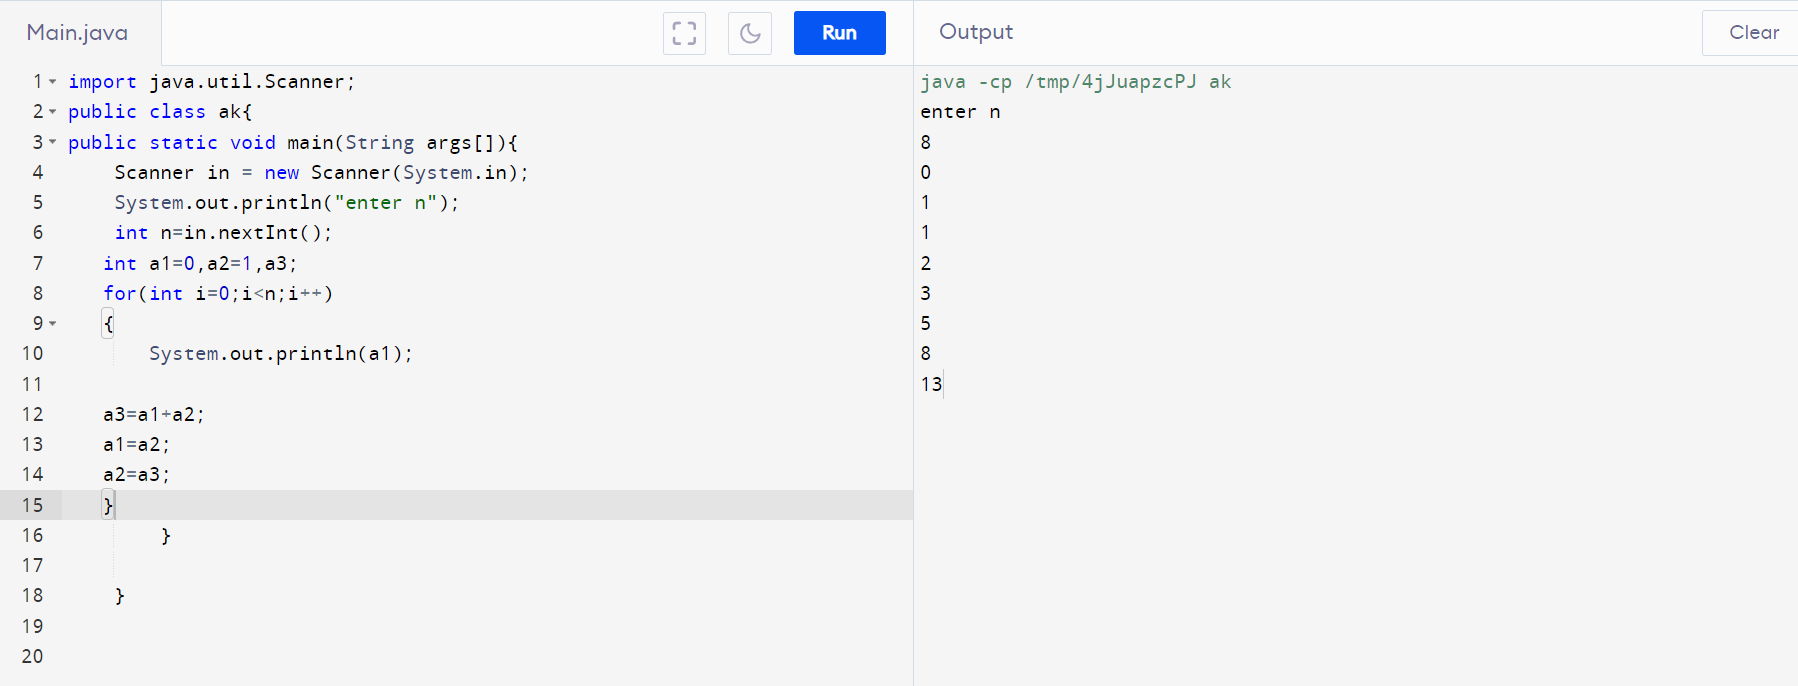 Main.java
Run
Output
Clear
1 import java.util.Scanner;
2 public class ak{
3 public static void main(String args[]){
4 Scanner in = new Scanner(System.in);
5 System.out.println("enter n");
6 int n=in.nextInt();
7 int a1=0,a2=1,a3;
8 for(int i=0;i<n;i++)
9 {
10 System.out.println(a1);
11
12 a3=a1+a2;
13 a1=a2;
14 a2=a3;
15 }
16 }
17
18 }
19
20
java -cp /tmp/4jJuapzcPJ ak
enter n
8
0
1
1
2
3
5
8
13